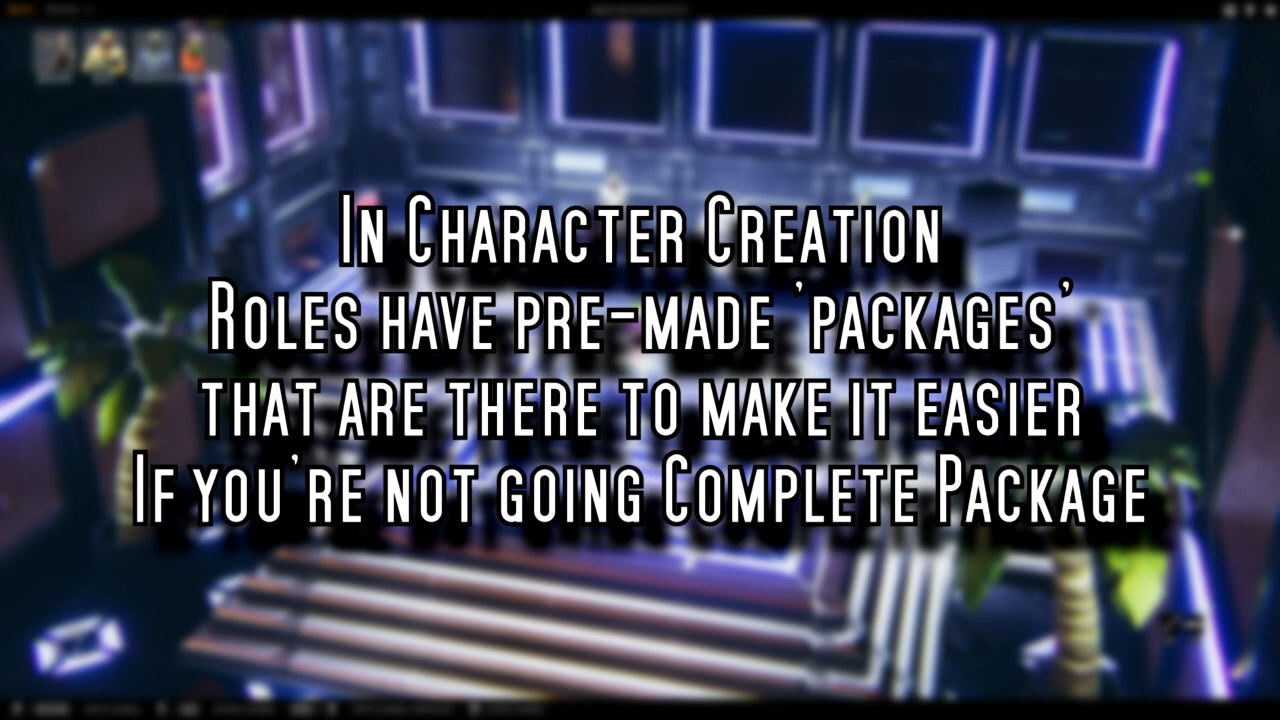 In Character Creation
Roles have pre-made 'packages'
that are there to make it easier
If you're not going Complete Package